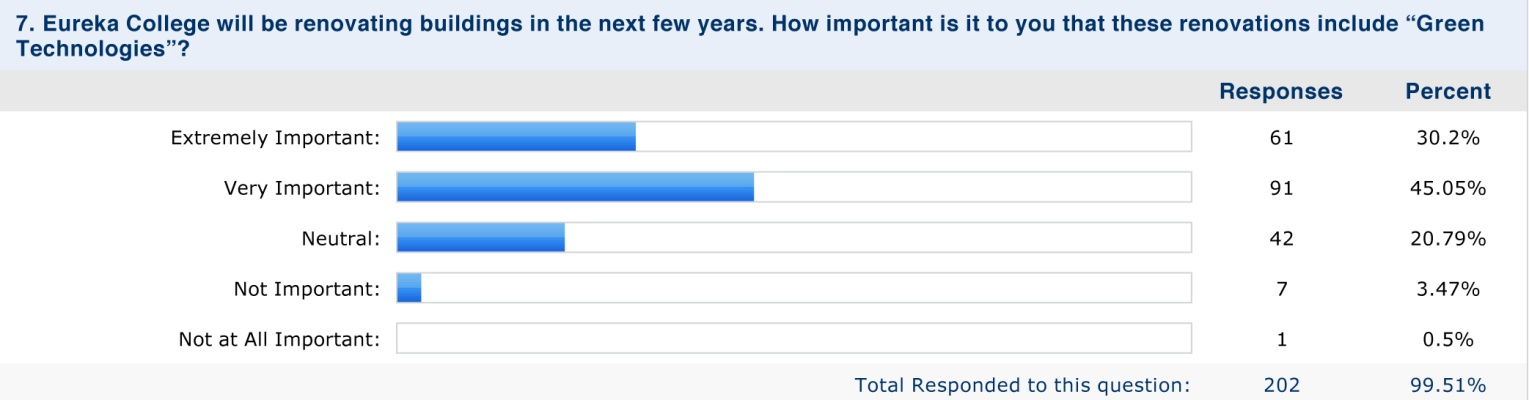 7. Eureka College will be renovating buildings in the next few years. How important is it to you that these renovations include “Green
Technologies”?
Responses Percent
Extremely Important: 61 30.2%
Very Important: 91 45.05%
Neutral: 42 20.79%
Not Important: 7 3.47%
Not at All Important: 1 0.5%
Total Responded to this question: 202 99.51%